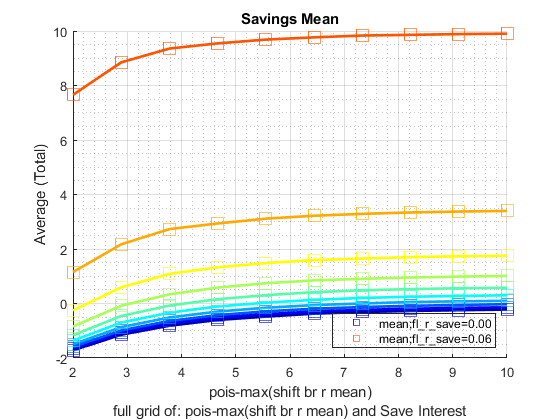 Savings Mean
Average (Total)
10
8
6
4
2
0
-2
2
3
4
5
6
7
8
9
10
mean;fl_r_save=0.00
mean;fl_r_save=0.06
pois-max(shift br r mean)
full grid of: pois-max(shift br r mean) and Save Interest